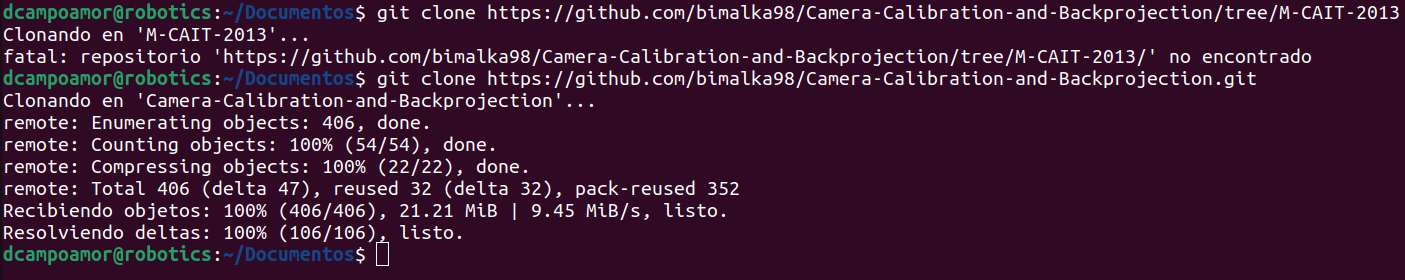 dcampoamor@robotics:~/Documentos$ git clone https://github.com/bimalka98/Camera-Calibration-and-Backprojection/tree/M-CAIT-2013
Clonando en 'M-CAIT-2013'...
fatal: repositorio 'https://github.com/bimalka98/Camera-Calibration-and-Backprojection/tree/M-CAIT-2013/' no encontrado
dcampoamor@robotics:~/Documentos$ git clone https://github.com/bimalka98/Camera-Calibration-and-Backprojection.git
Clonando en 'Camera-Calibration-and-Backprojection'...
remote: Enumerating objects: 406, done.
remote: Counting objects: 100% (54/54), done.
remote: Compressing objects: 100% (22/22), done.
remote: Total 406 (delta 47), reused 32 (delta 32), pack-reused 352
Recibiendo objetos: 100% (406/406), 21.21 MiB | 9.45 MiB/s, listo.
Resolviendo deltas: 100% (106/106), listo.
dcampoamor@robotics:~/Documentos$